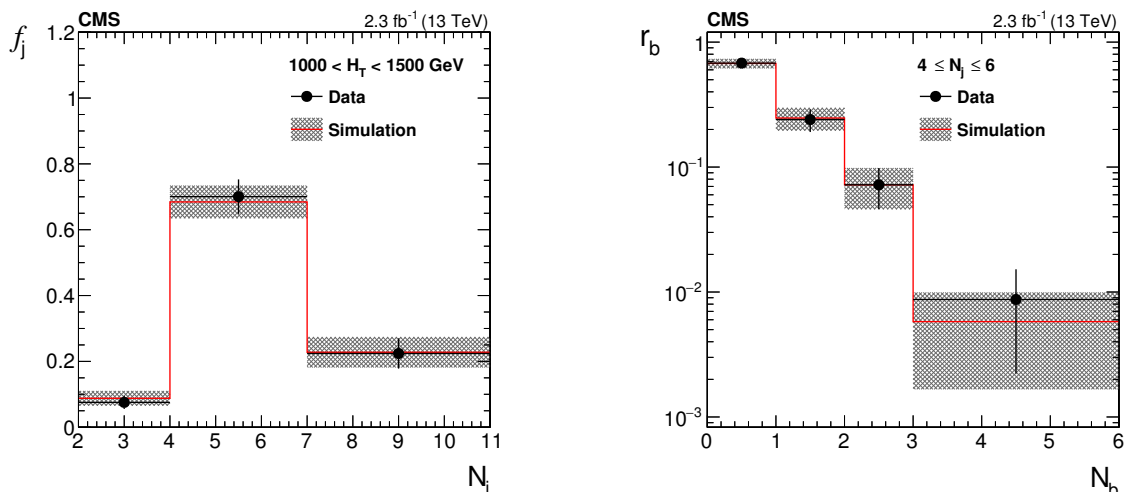 CMS 2.3 fb⁻¹ (13 TeV)
f_j
1000 < H_T < 1500 GeV
Data
Simulation
1.2
1
0.8
0.6
0.4
0.2
0
2 3 4 5 6 7 8 9 10 11
N_j
CMS 2.3 fb⁻¹ (13 TeV)
r_b
4 ≤ N_j ≤ 6
Data
Simulation
1
10⁻¹
10⁻²
10⁻³
0 1 2 3 4 5 6
N_b